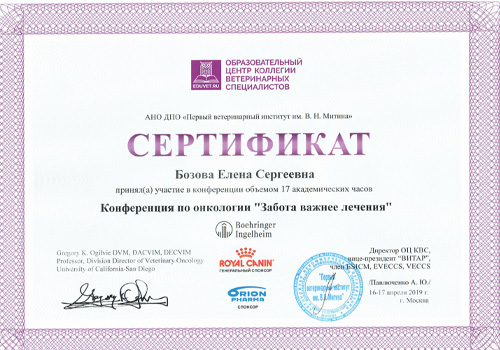 ОБРАЗОВАТЕЛЬНЫЙ
ЦЕНТР КОЛЛЕГИИ
ВЕТЕРИНАРНЫХ
СПЕЦИАЛИСТОВ
EDUVET.RU
АНО ДПО «Первый ветеринарный институт им. В. Н. Митина»
СЕРТИФИКАТ
Бозова Елена Сергеевна
принял(а) участие в конференции объемом 17 академических часов
Конференция по онкологии "Забота важнее лечения"
Boehringer
Ingelheim
Gregory K. Ogilvie DVM, DACVIM, DECVIM
Professor, Division Director of Veterinary Oncology
University of California-San Diego
ROYAL CANIN
ГЕНЕРАЛЬНЫЙ СПОНСОР
ORION
PHARMA
СПОНСОР
Директор ОЦ КВС,
вице-президент "ВИТАР",
член ESICM, EVECCS, VECCS
/Павлюченко А. Ю./
16-17 апреля 2019 г.
г. Москва
"Первый
ветеринарный институт
им. В.Н.Митина"